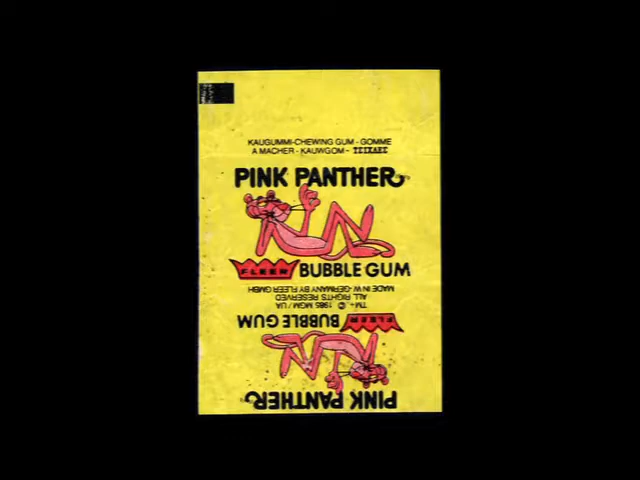 KAUGUMMI-CHEWING GUM - GOMME
A MACHER - KAUWGOM - ΤΣΙΧΛΕΣ
PINK PANTHER
FLEER BUBBLE GUM
MADE IN W.-GERMANY BY FLEER GMBH
ALL RIGHTS RESERVED
TM + © 1985 MGM / UA
FLEER BUBBLE GUM
PINK PANTHER